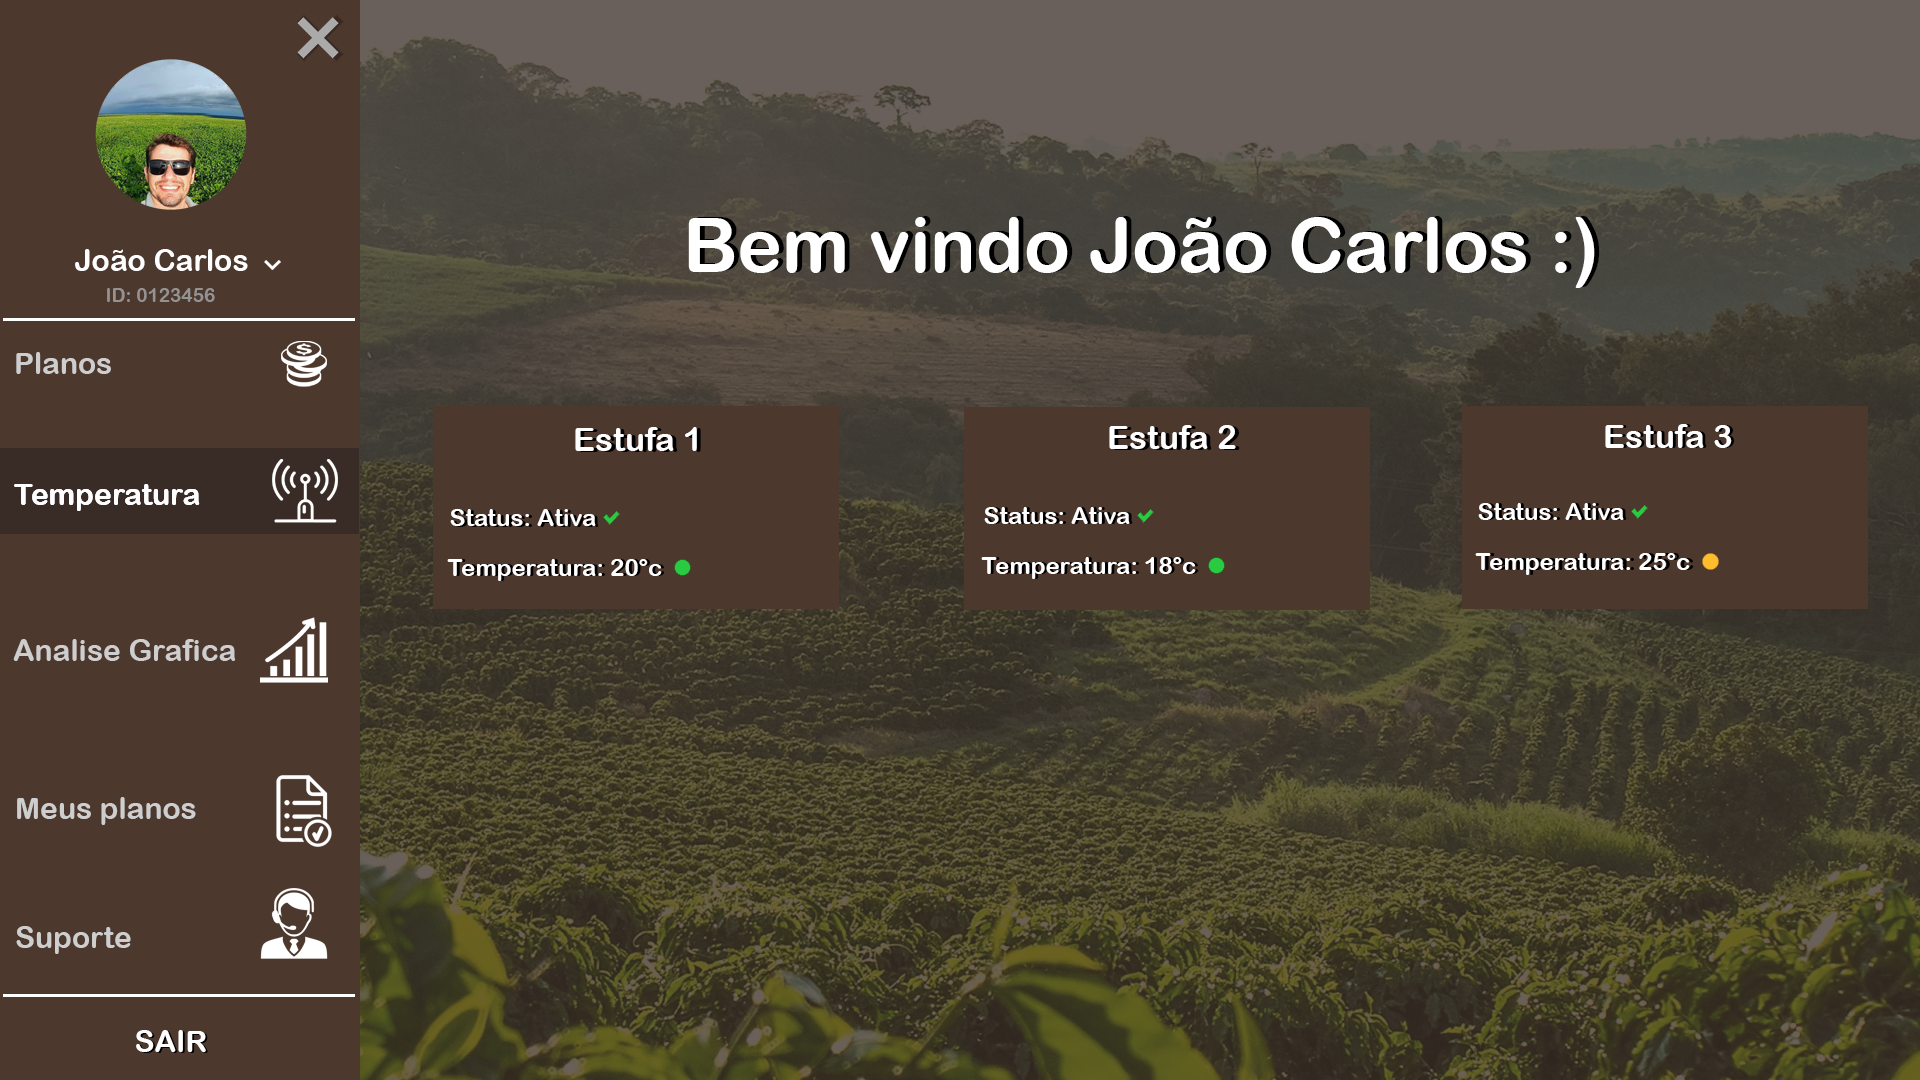 João Carlos
ID: 0123456
Planos
Temperatura
Analise Grafica
Meus planos
Suporte
SAIR
Bem vindo João Carlos :)
Estufa 1
Status: Ativa
Temperatura: 20°c
Estufa 2
Status: Ativa
Temperatura: 18°c
Estufa 3
Status: Ativa
Temperatura: 25°c